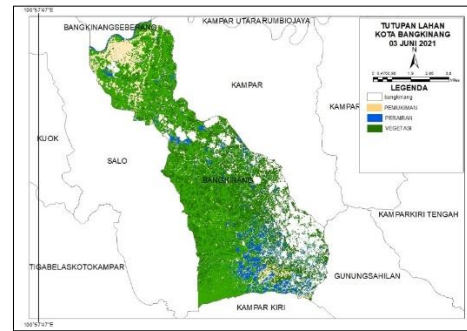 BANGKINANGSEBERANG
KAMPAR UTARA
RUMBIOJAYA
TUTUPAN LAHAN
KOTA BANGKINANG
03 JUNI 2021
N
LEGENDA
bangkinang
PEMUKIMAN
PERAIRAN
VEGETASI
KAMPAR
KAMPAR
KUOK
SALO
BANGKINANG
KAMPARKIRI TENGAH
TIGABELASKOTOKAMPAR
GUNUNGSAHILAN
KAMPAR KIRI